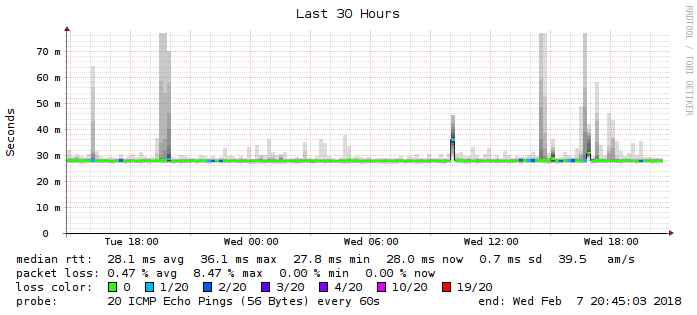 Last 30 Hours
RRDTOOL / TOBI OETIKER
Seconds
70 m
60 m
50 m
40 m
30 m
20 m
10 m
0
Tue 18:00 Wed 00:00 Wed 06:00 Wed 12:00 Wed 18:00
median rtt: 28.1 ms avg 36.1 ms max 27.8 ms min 28.0 ms now 0.7 ms sd 39.5 am/s
packet loss: 0.47 % avg 8.47 % max 0.00 % min 0.00 % now
loss color: 0 1/20 2/20 3/20 4/20 10/20 19/20
probe: 20 ICMP Echo Pings (56 Bytes) every 60s end: Wed Feb 7 20:45:03 2018